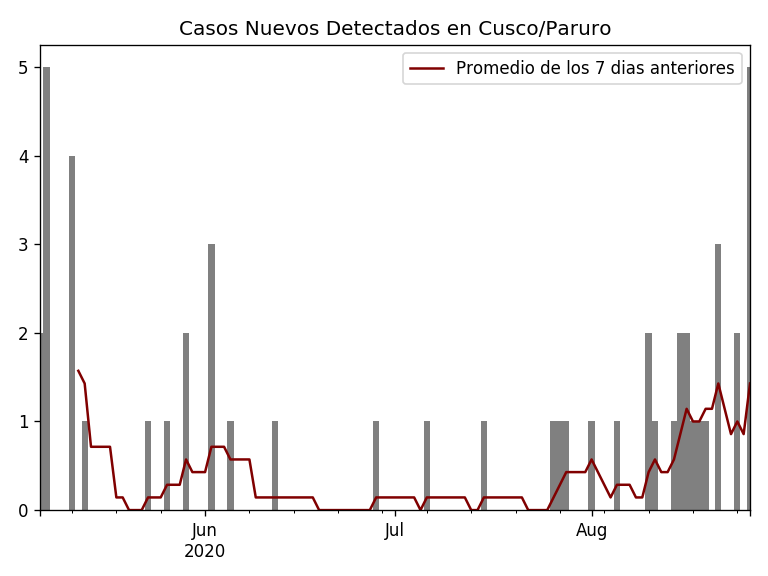 Casos Nuevos Detectados en Cusco/Paruro
Promedio de los 7 dias anteriores
5
4
3
2
1
0
Jun
2020
Jul
Aug